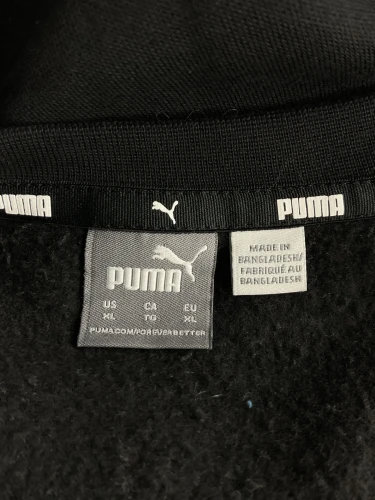 PUMA
PUMA
PUMA
US CA EU
XL TG XL
PUMA.COM/FOREVERBETTER
MADE IN
BANGLADESH/
FABRIQUÉ AU
BANGLADESH